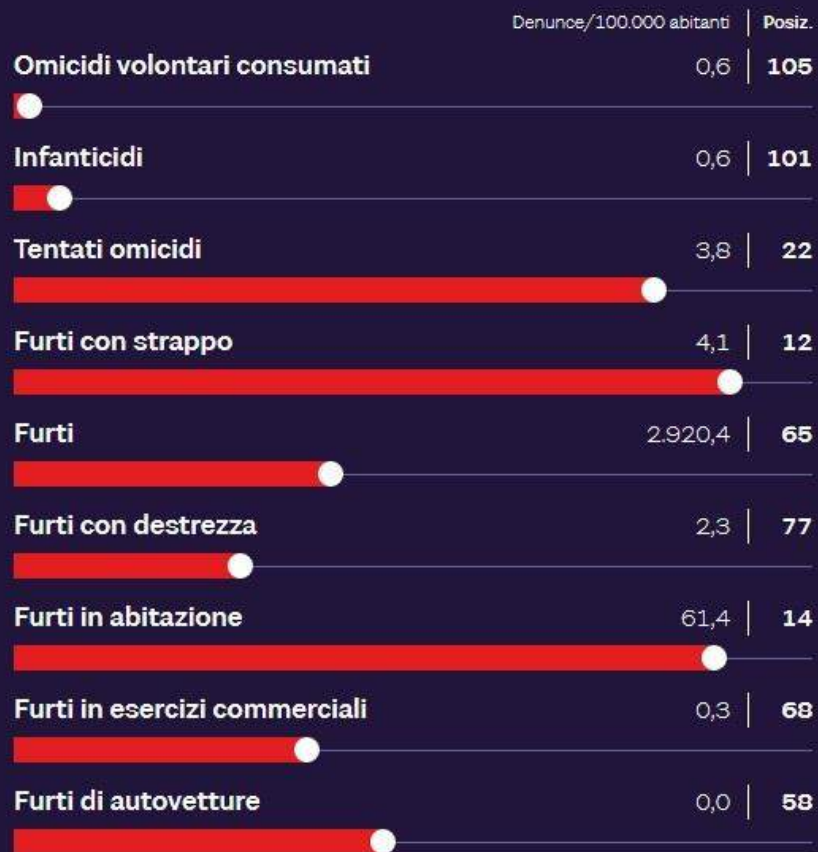 Denunce/100.000 abitanti Posiz.
Omicidi volontari consumati 0,6 105
Infanticidi 0,6 101
Tentati omicidi 3,8 22
Furti con strappo 4,1 12
Furti 2.920,4 65
Furti con destrezza 2,3 77
Furti in abitazione 61,4 14
Furti in esercizi commerciali 0,3 68
Furti di autovetture 0,0 58